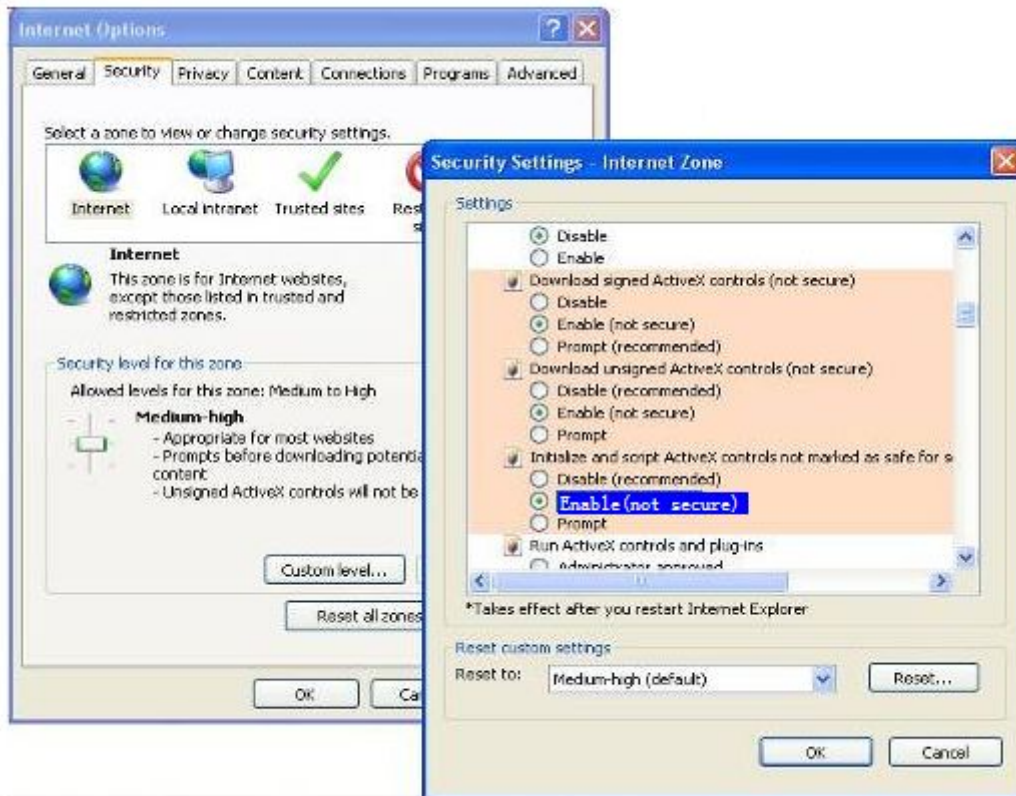 Internet Options
General Security Privacy Content Connections Programs Advanced
Select a zone to view or change security settings.
Internet Local intranet Trusted sites
Internet
This zone is for Internet websites,
except those listed in trusted and
restricted zones.
Security level for this zone
Allowed levels for this zone: Medium to High
Medium-high
- Appropriate for most websites
- Prompts before downloading
content
- Unsigned ActiveX controls will not be
Custom level...
Reset all zones
OK
Security Settings - Internet Zone
Settings
Disable
Enable
Download signed ActiveX controls (not secure)
Disable
Enable (not secure)
Prompt (recommended)
Download unsigned ActiveX controls (not secure)
Disable (recommended)
Enable (not secure)
Prompt
Initialize and script ActiveX controls not marked as safe for s
Disable (recommended)
Enable(not secure)
Prompt
Run ActiveX controls and plug-ins
Administrator approved
*Takes effect after you restart Internet Explorer
Reset custom settings
Reset to: Medium-high (default) Reset...
OK Cancel